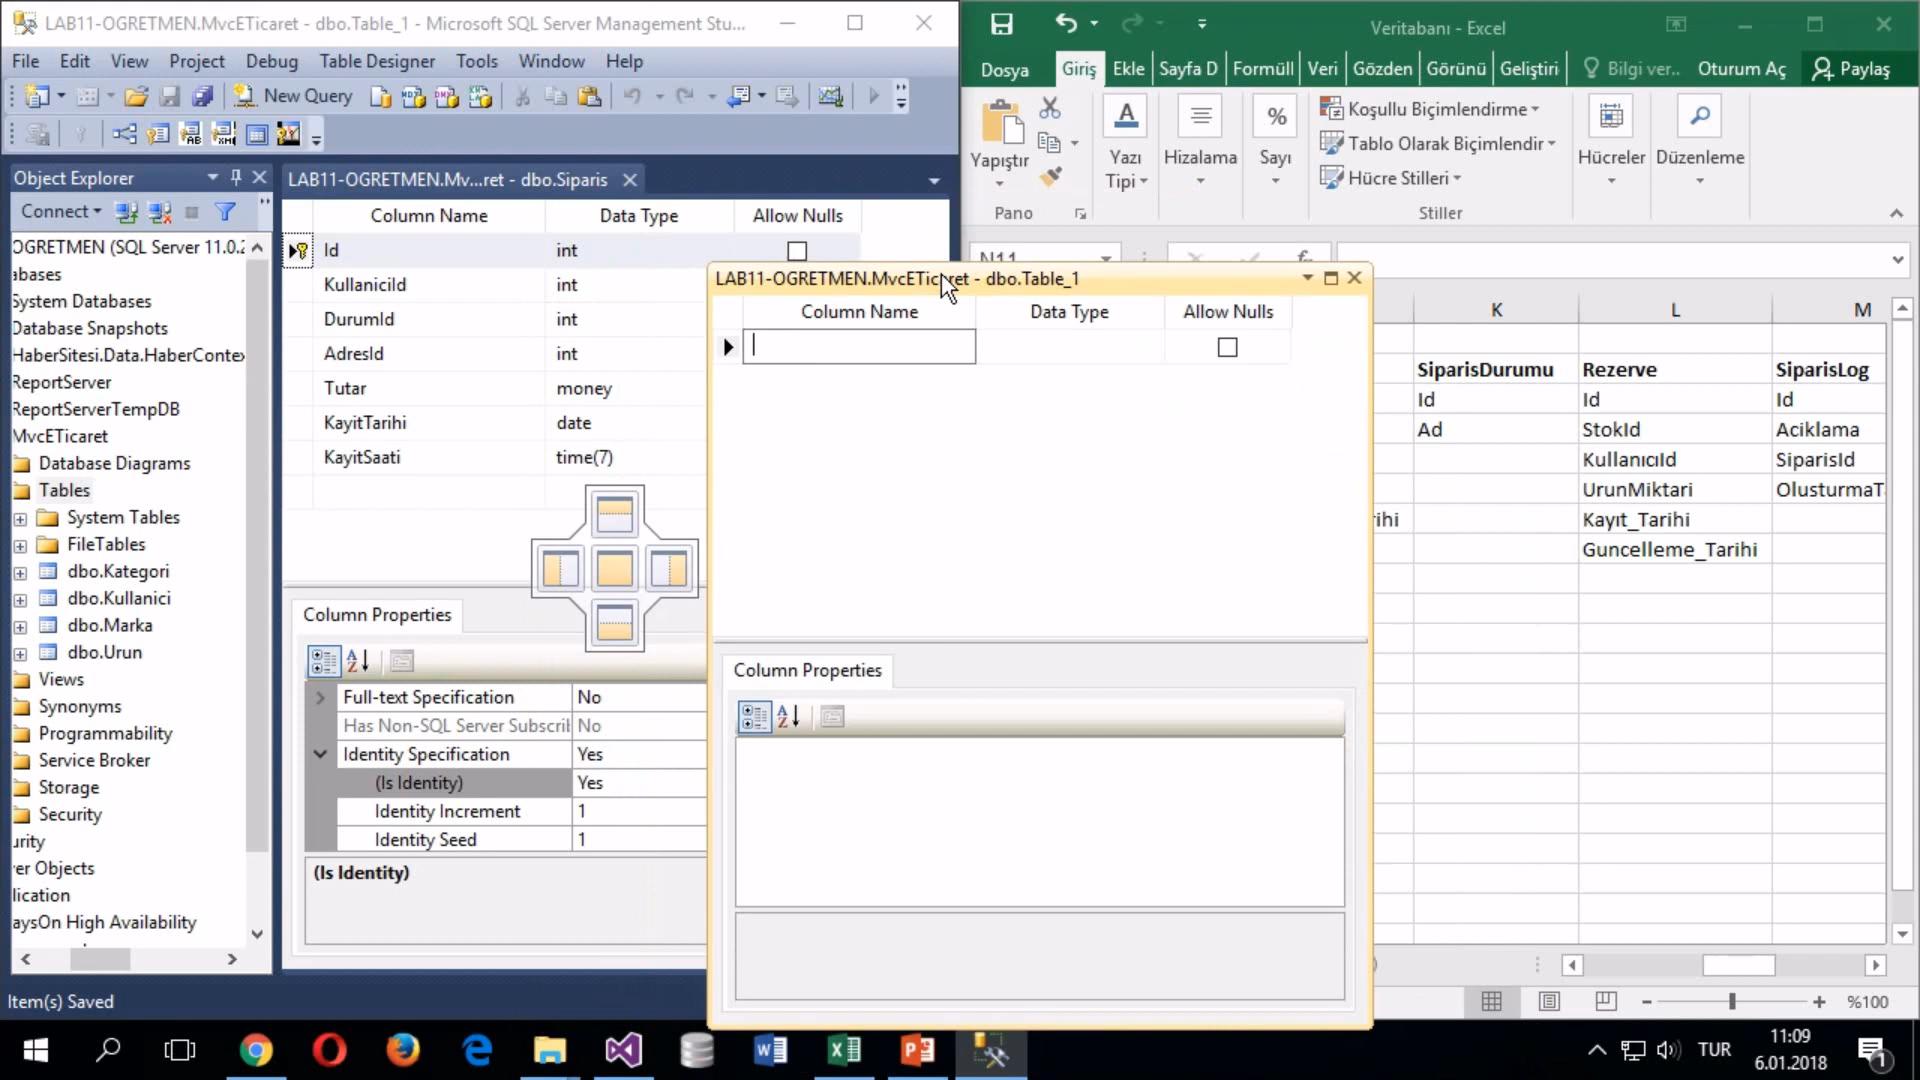 LAB11-OGRETMEN.MvcETicaret - dbo.Table_1 - Microsoft SQL Server Management Stu...
File Edit View Project Debug Table Designer Tools Window Help
New Query
Object Explorer
Connect
OGRETMEN (SQL Server 11.0.2
abases
System Databases
Database Snapshots
HaberSitesi.Data.HaberContex
ReportServer
ReportServerTempDB
MvcETicaret
Database Diagrams
Tables
System Tables
FileTables
dbo.Kategori
dbo.Kullanici
dbo.Marka
dbo.Urun
Views
Synonyms
Programmability
Service Broker
Storage
Security
urity
er Objects
lication
aysOn High Availability
Item(s) Saved
LAB11-OGRETMEN.Mv...ret - dbo.Siparis
Column Name Data Type Allow Nulls
Id int
KullaniciId int
DurumId int
AdresId int
Tutar money
KayitTarihi date
KayitSaati time(7)
Column Properties
Full-text Specification No
Has Non-SQL Server Subscrib No
Identity Specification Yes
(Is Identity) Yes
Identity Increment 1
Identity Seed 1
(Is Identity)
LAB11-OGRETMEN.MvcETicaret - dbo.Table_1
Column Name Data Type Allow Nulls
Column Properties
Veritabanı - Excel
Dosya Giriş Ekle Sayfa D Formüll Veri Gözden Görünü Geliştiri Bilgi ver.. Oturum Aç Paylaş
Yapıştır
Pano
Yazı Tipi
Hizalama
%
Sayı
Koşullu Biçimlendirme
Tablo Olarak Biçimlendir
Hücre Stilleri
Stiller
Hücreler
Düzenleme
N11
K L M
SiparisDurumu Rezerve SiparisLog
Id Id Id
Ad StokId Aciklama
KullanıcıId SiparisId
UrunMiktari OlusturmaT
ihi Kayıt_Tarihi
Guncelleme_Tarihi
%100
TUR
11:09
6.01.2018
1